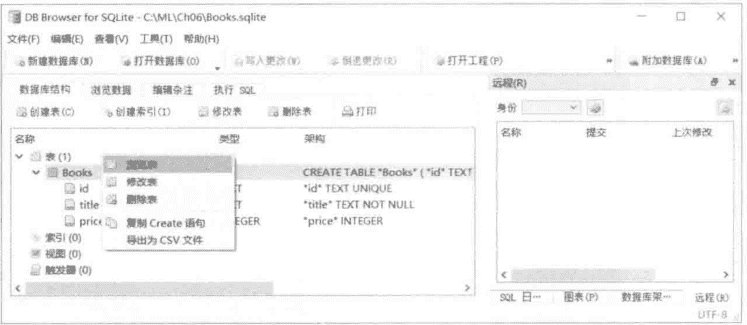 DB Browser for SQLite - C:\ML\Ch06\Books.sqlite
文件(F) 编辑(E) 查看(V) 工具(T) 帮助(H)
新建数据库(N) 打开数据库(O) 写入更改(W) 倒退更改(R) 打开工程(P) » 附加数据库(A) »
数据库结构 浏览数据 编辑杂注 执行 SQL
创建表(C) 创建索引(I) 修改表 删除表 打印
名称 类型 架构
表 (1)
Books CREATE TABLE "Books" ( "id" TEXT
id T "id" TEXT UNIQUE
title T "title" TEXT NOT NULL
price EGER "price" INTEGER
索引 (0)
视图 (0)
触发器 (0)
浏览表
修改表
删除表
复制 Create 语句
导出为 CSV 文件
远程(R)
身份
名称 提交 上次修改
SQL 日… 图表(P) 数据库架… 远程(R)
UTF-8